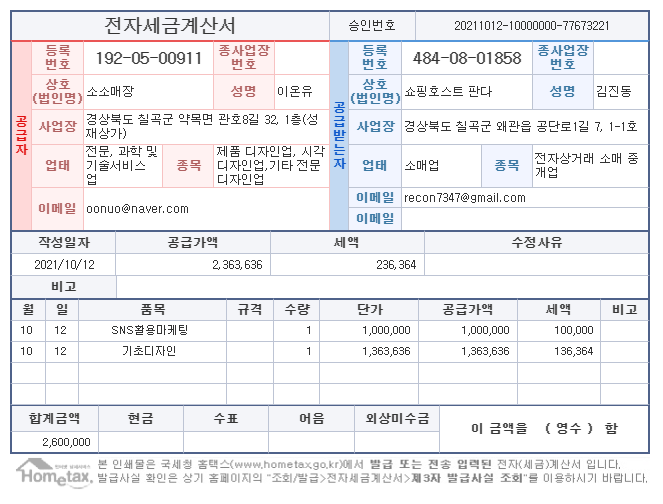 전자세금계산서 승인번호 20211012-10000000-77673221
공급자
등록번호 192-05-00911 종사업장번호
상호(법인명) 소소매장 성명 이온유
사업장 경상북도 칠곡군 약목면 관호8길 32, 1층(성재상가)
업태 전문, 과학 및 기술서비스업 종목 제품 디자인업, 시각 디자인업,기타 전문 디자인업
이메일 oonuo@naver.com
공급받는자
등록번호 484-08-01858 종사업장번호
상호(법인명) 쇼핑호스트 판다 성명 김진동
사업장 경상북도 칠곡군 왜관읍 공단로1길 7, 1-1호
업태 소매업 종목 전자상거래 소매 중개업
이메일 recon7347@gmail.com
이메일
작성일자 공급가액 세액 수정사유
2021/10/12 2,363,636 236,364
비고
월 일 품목 규격 수량 단가 공급가액 세액 비고
10 12 SNS활용마케팅 1 1,000,000 1,000,000 100,000
10 12 기초디자인 1 1,363,636 1,363,636 136,364
합계금액 현금 수표 어음 외상미수금 이 금액을 ( 영수 ) 함
2,600,000
Hometax. 본 인쇄물은 국세청 홈택스(www.hometax.go.kr)에서 발급 또는 전송 입력된 전자(세금)계산서 입니다.
발급사실 확인은 상기 홈페이지의 "조회/발급>전자세금계산서>제3자 발급사실 조회"를 이용하시기 바랍니다.